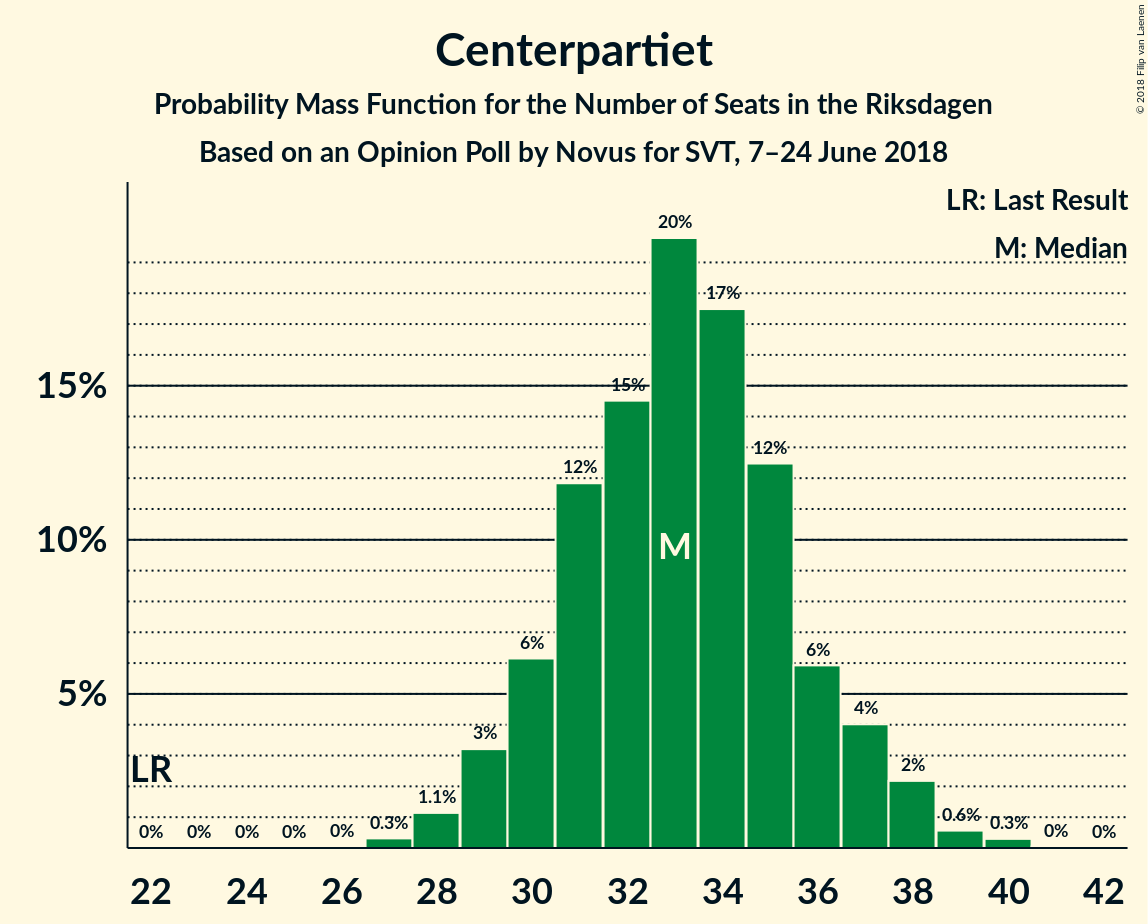 Centerpartiet
Probability Mass Function for the Number of Seats in the Riksdagen
Based on an Opinion Poll by Novus for SVT, 7–24 June 2018
© 2018 Filip van Laenen
LR: Last Result
M: Median
20%
17%
15%
15%
12%
12%
10%
M
6%
6%
5%
4%
3%
2%
LR
1.1%
0.6%
0.3%
0.3%
0% 0% 0% 0% 0% 0% 0%
22 24 26 28 30 32 34 36 38 40 42